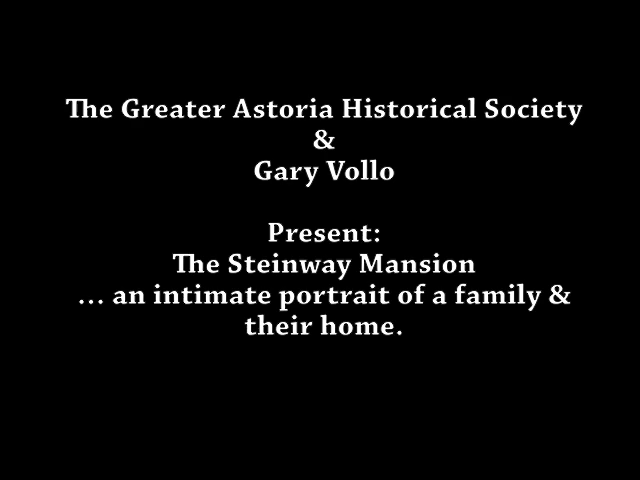 The Greater Astoria Historical Society
&
Gary Vollo
Present:
The Steinway Mansion
... an intimate portrait of a family &
their home.